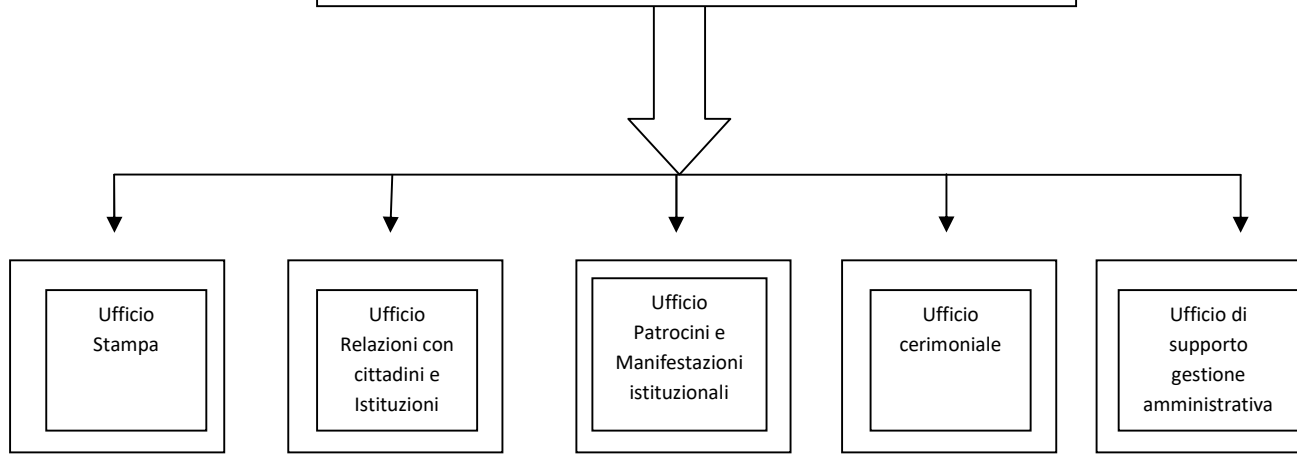 Ufficio
Stampa
Ufficio
Relazioni con
cittadini e
Istituzioni
Ufficio
Patrocini e
Manifestazioni
istituzionali
Ufficio
cerimoniale
Ufficio di
supporto
gestione
amministrativa